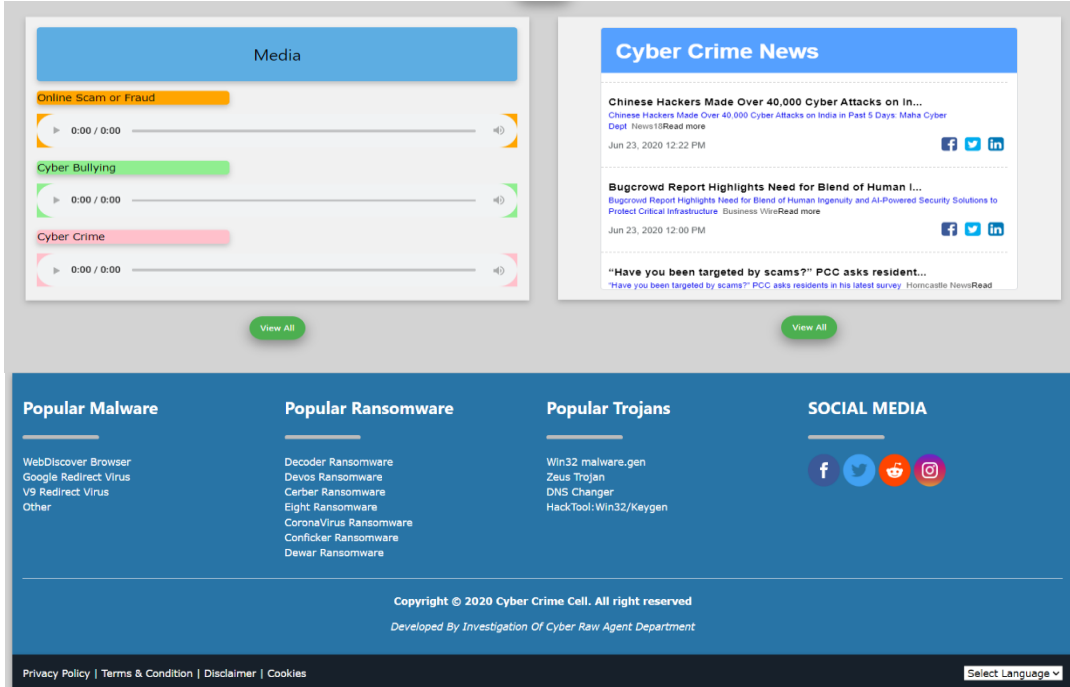 Media
Online Scam or Fraud
0:00 / 0:00
Cyber Bullying
0:00 / 0:00
Cyber Crime
0:00 / 0:00
View All
Cyber Crime News
Chinese Hackers Made Over 40,000 Cyber Attacks on In...
Chinese Hackers Made Over 40,000 Cyber Attacks on India in Past 5 Days: Maha Cyber
Dept News18Read more
Jun 23, 2020 12:22 PM
Bugcrowd Report Highlights Need for Blend of Human I...
Bugcrowd Report Highlights Need for Blend of Human Ingenuity and AI-Powered Security Solutions to
Protect Critical Infrastructure Business WireRead more
Jun 23, 2020 12:00 PM
“Have you been targeted by scams?” PCC asks resident...
“Have you been targeted by scams?” PCC asks residents in his latest survey Horncastle NewsRead
View All
Popular Malware
WebDiscover Browser
Google Redirect Virus
V9 Redirect Virus
Other
Popular Ransomware
Decoder Ransomware
Devos Ransomware
Cerber Ransomware
Eight Ransomware
CoronaVirus Ransomware
Conficker Ransomware
Dewar Ransomware
Popular Trojans
Win32 malware.gen
Zeus Trojan
DNS Changer
HackTool:Win32/Keygen
SOCIAL MEDIA
Copyright © 2020 Cyber Crime Cell. All right reserved
Developed By Investigation Of Cyber Raw Agent Department
Privacy Policy | Terms & Condition | Disclaimer | Cookies
Select Language